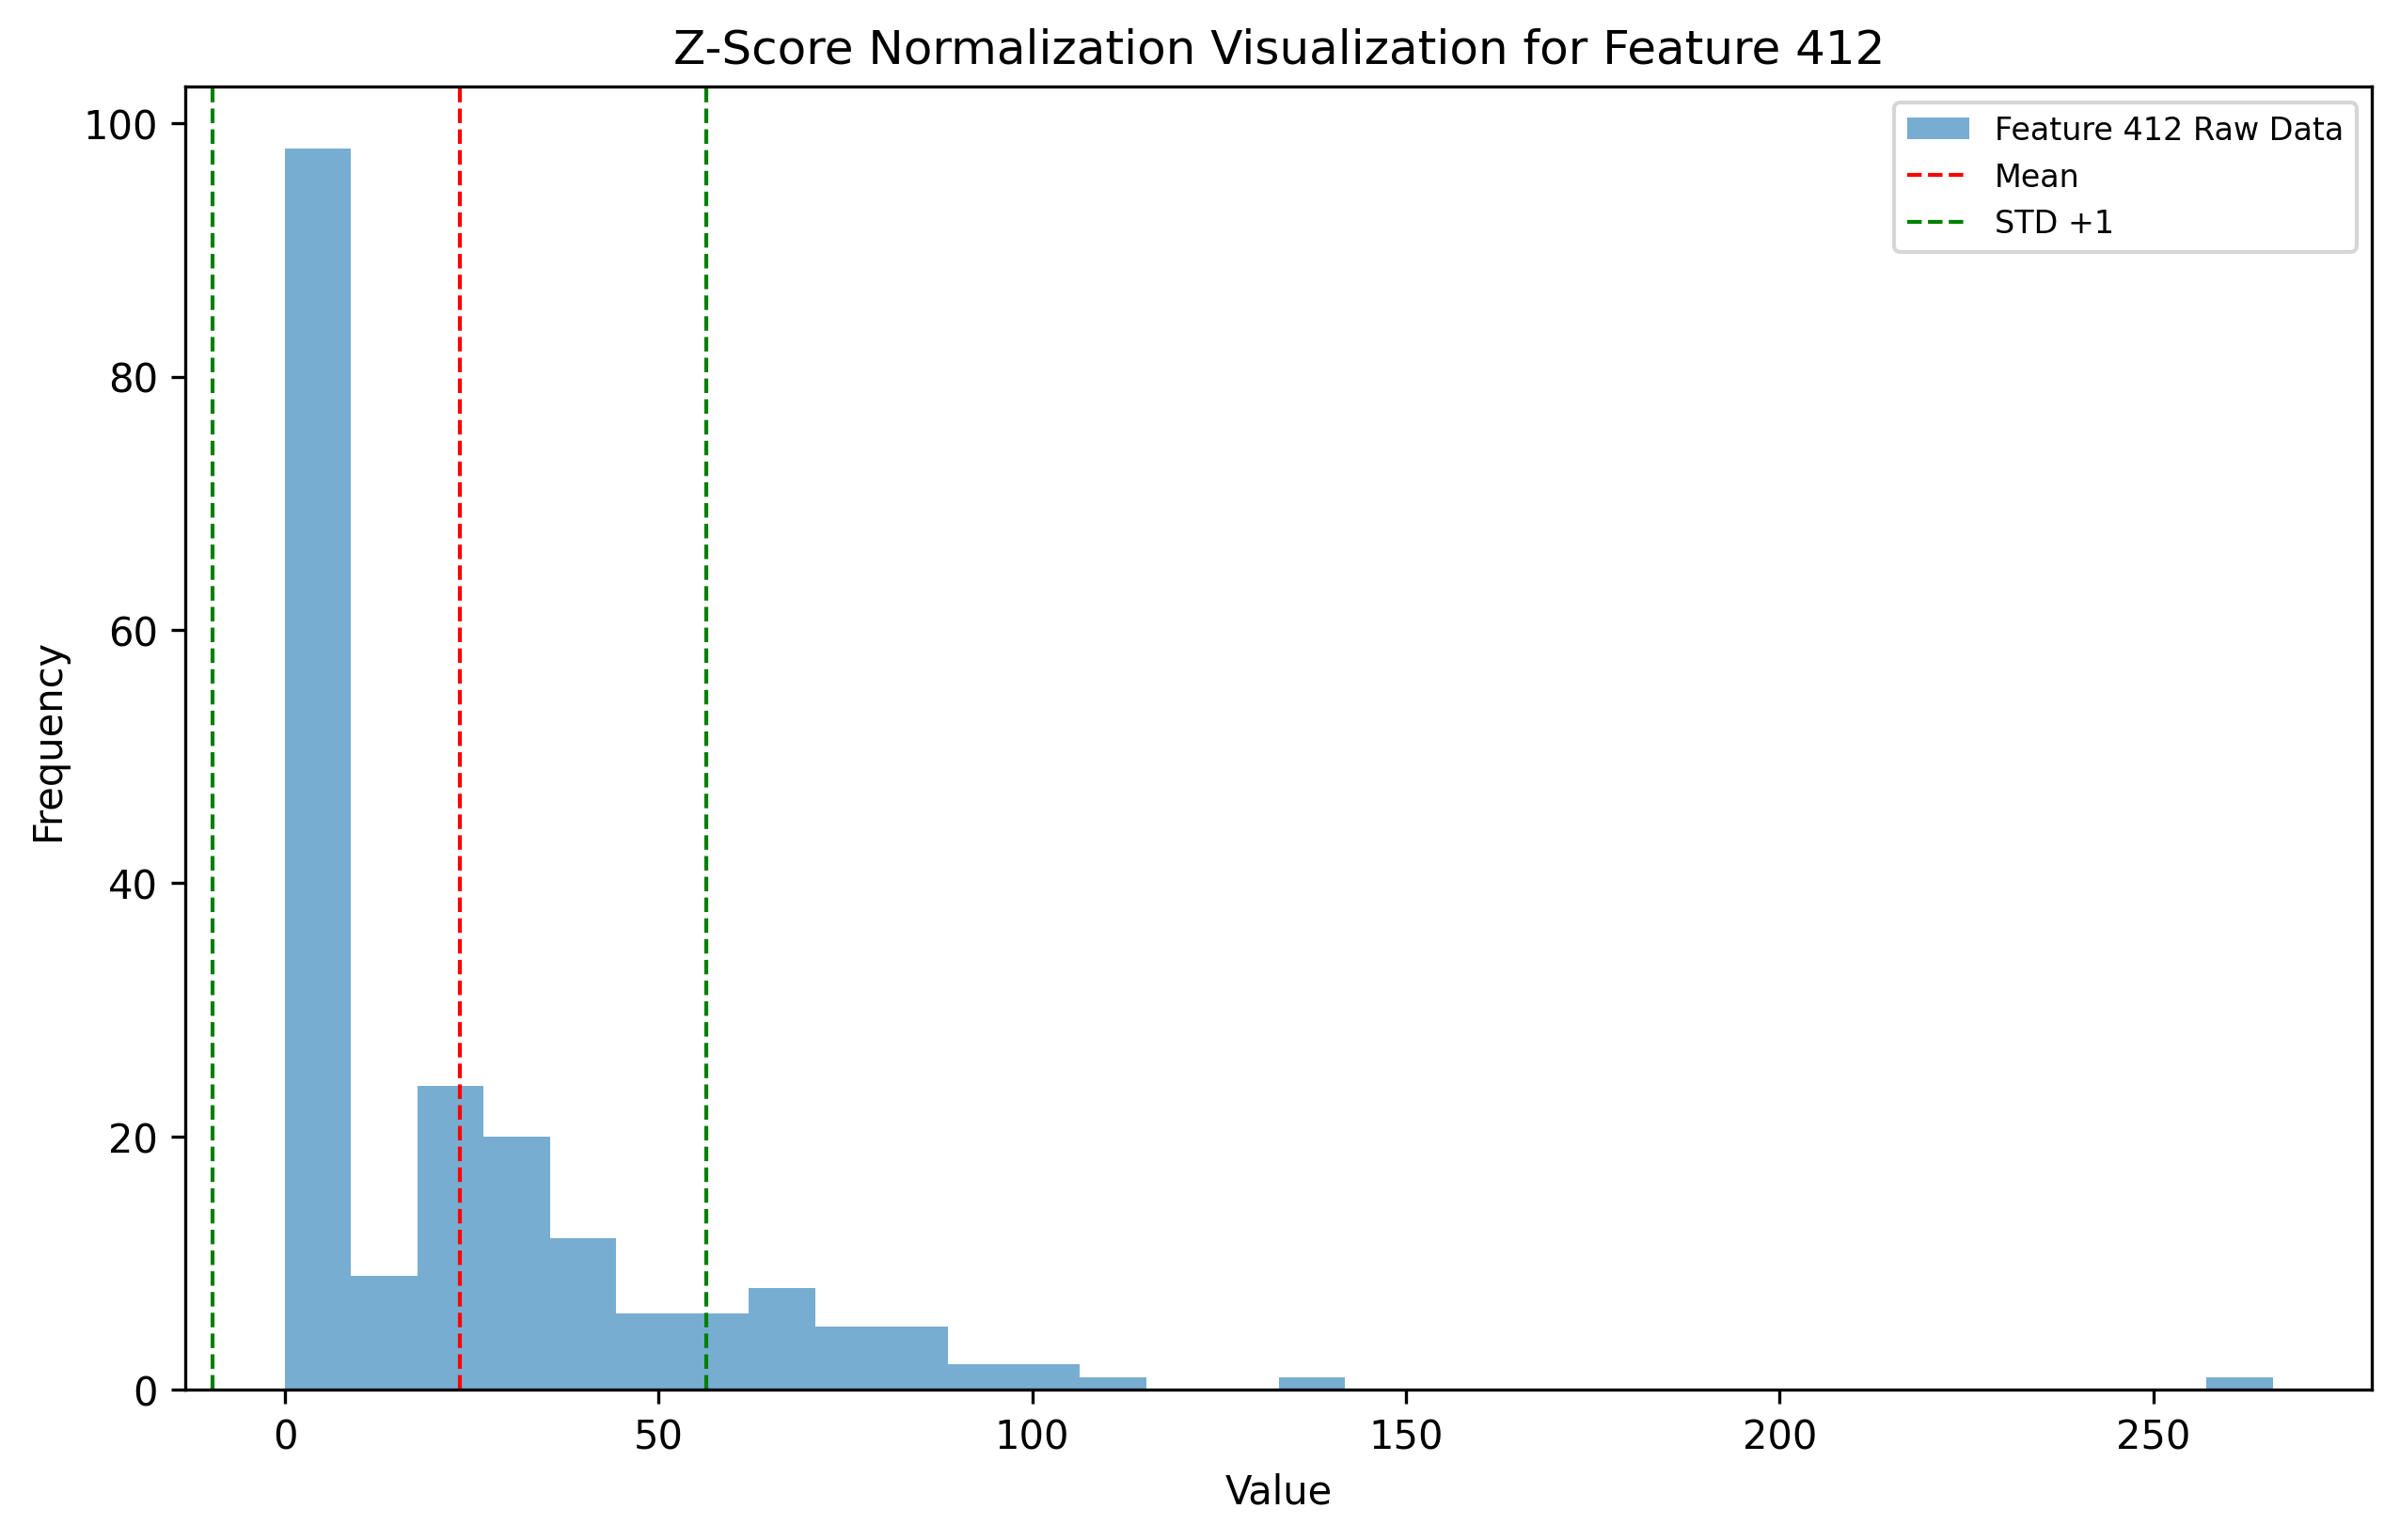 Z-Score Normalization Visualization for Feature 412
Feature 412 Raw Data
Mean
STD +1
Frequency
100
80
60
40
20
0
0 50 100 150 200 250
Value